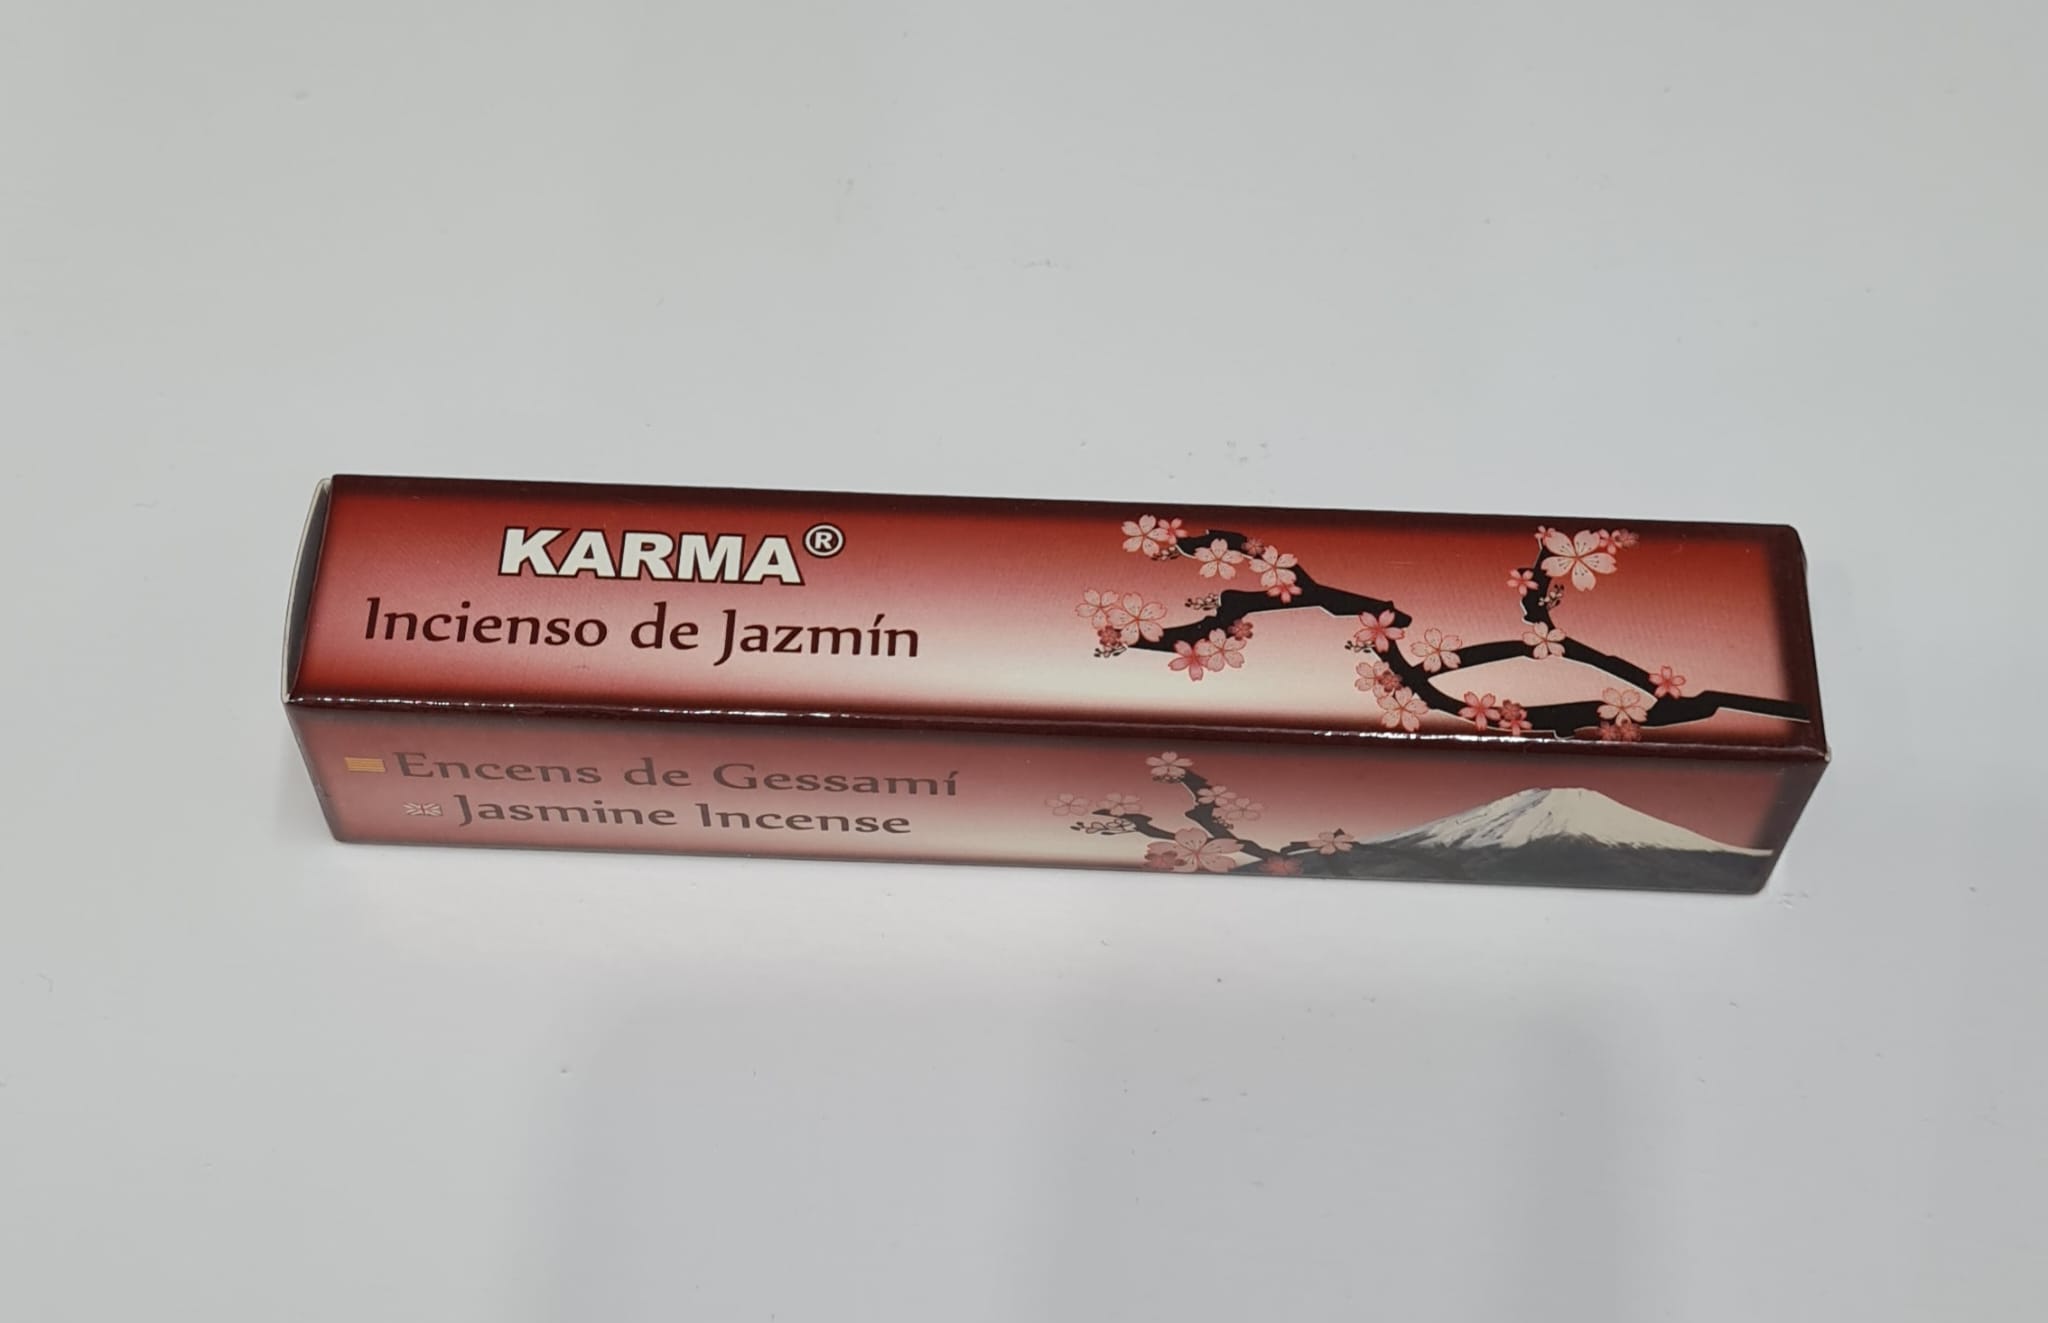 KARMA®
Incienso de Jazmín
Encens de Gessamí
Jasmine Incense